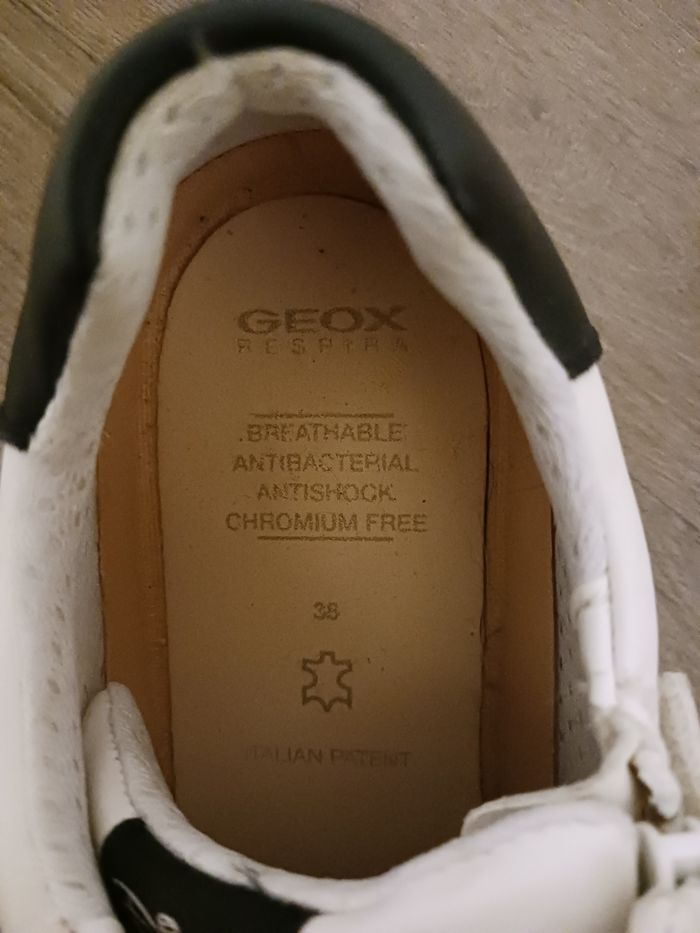 GEOX
RESPIRA
BREATHABLE
ANTIBACTERIAL
ANTISHOCK
CHROMIUM FREE
38
ITALIAN PATENT